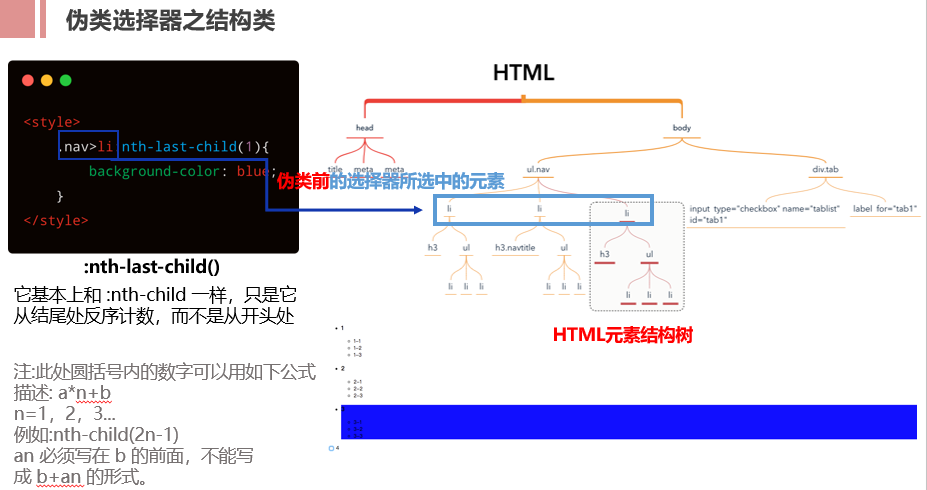 伪类选择器之结构类
<style>
.nav>li:nth-last-child(1){
background-color: blue;
}
</style>
:nth-last-child()
它基本上和 :nth-child 一样，只是它
从结尾处反序计数，而不是从开头处
注:此处圆括号内的数字可以用如下公式
描述: a*n+b
n=1，2，3...
例如:nth-child(2n-1)
an 必须写在 b 的前面，不能写
成 b+an 的形式。
HTML
head body
title meta meta ul.nav div.tab
伪类前的选择器所选中的元素
li li li input type="checkbox" name="tablist" label for="tab1"
id="tab1"
h3 ul h3.navtitle ul h3 ul
li li li li li li li li li
HTML元素结构树
1
1-1
1-2
1-3
2
2-1
2-2
2-3
3
3-1
3-2
3-3
4